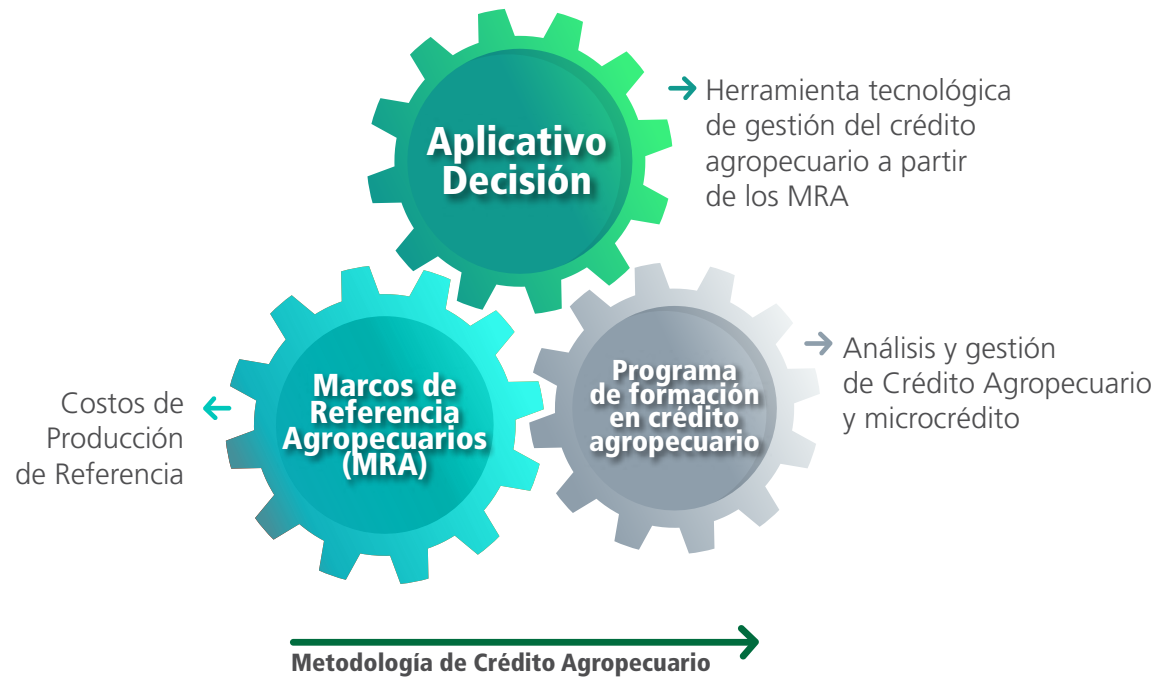 Aplicativo
Decisión
Herramienta tecnológica
de gestión del crédito
agropecuario a partir
de los MRA
Marcos de
Referencia
Agropecuarios
(MRA)
Costos de
Producción
de Referencia
Programa
de formación
en crédito
agropecuario
Análisis y gestión
de Crédito Agropecuario
y microcrédito
Metodología de Crédito Agropecuario